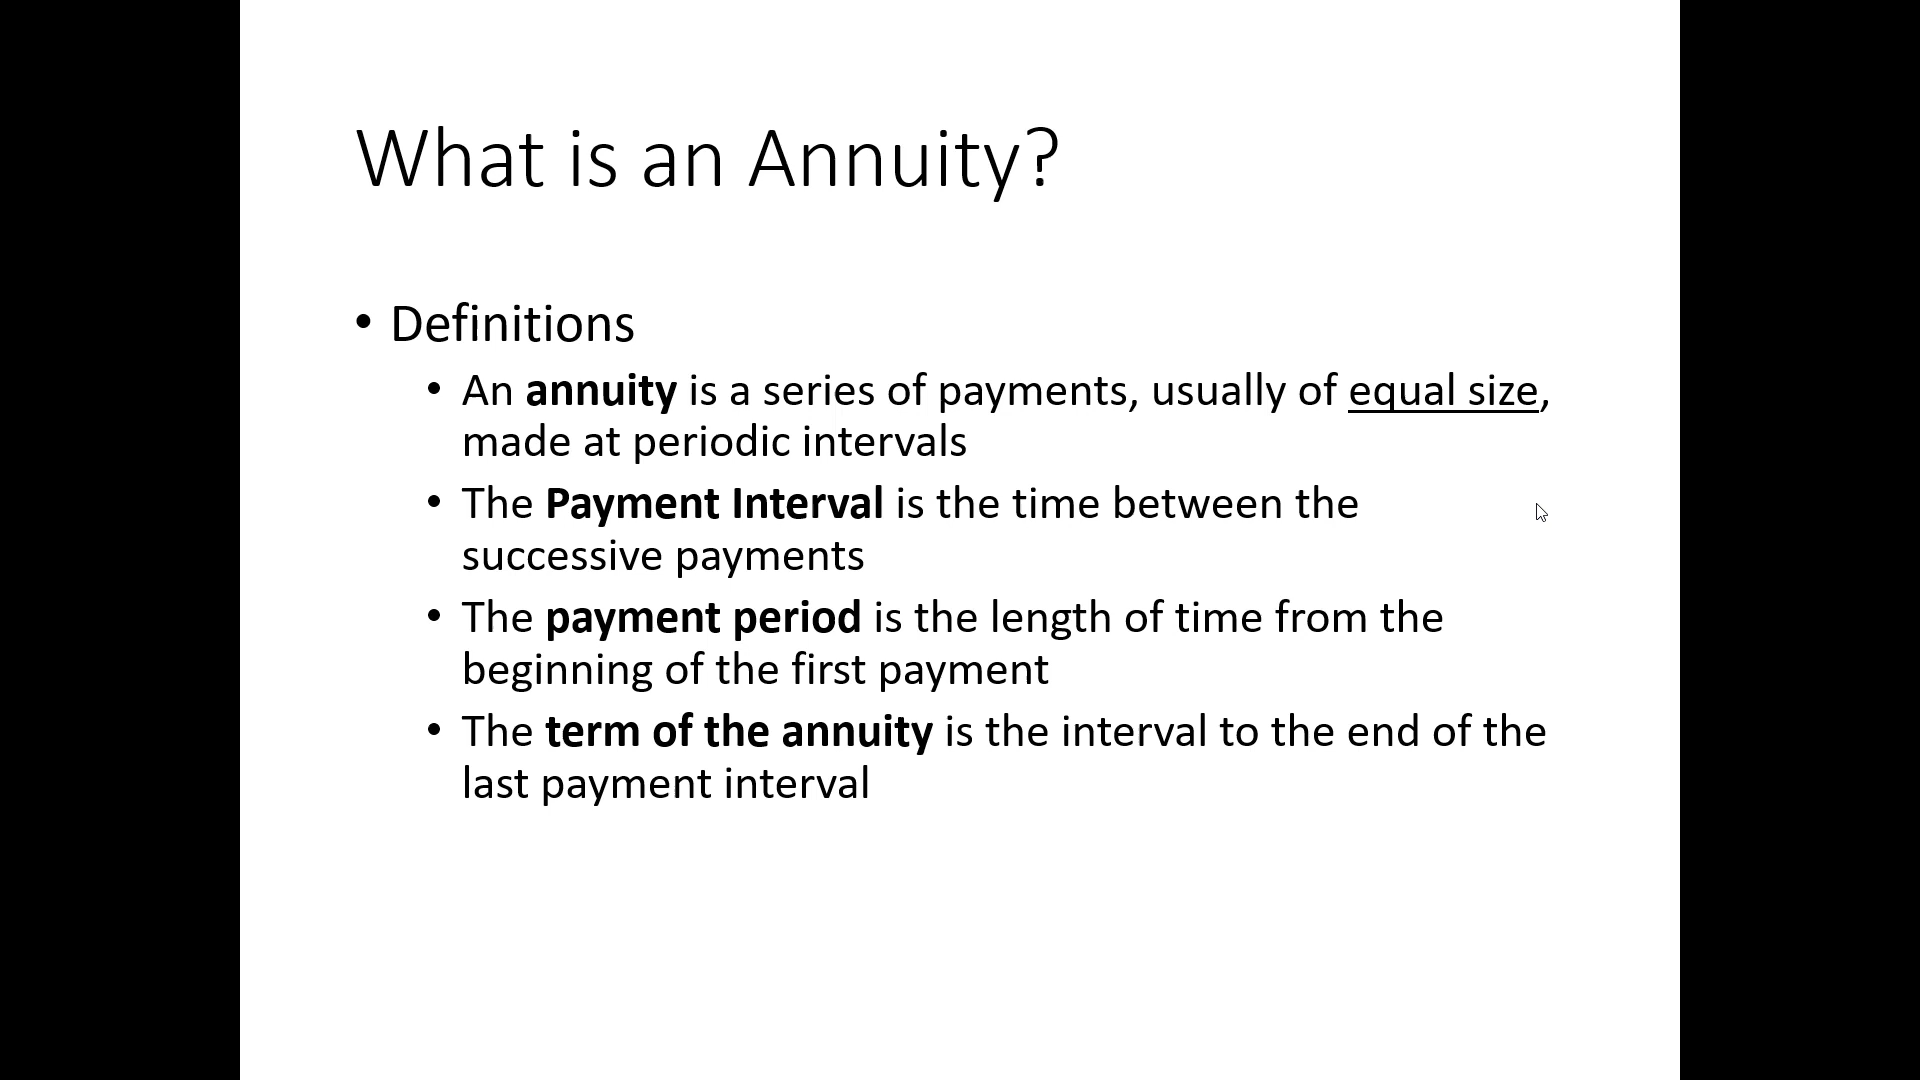 What is an Annuity?
• Definitions
• An annuity is a series of payments, usually of equal size,
made at periodic intervals
• The Payment Interval is the time between the
successive payments
• The payment period is the length of time from the
beginning of the first payment
• The term of the annuity is the interval to the end of the
last payment interval